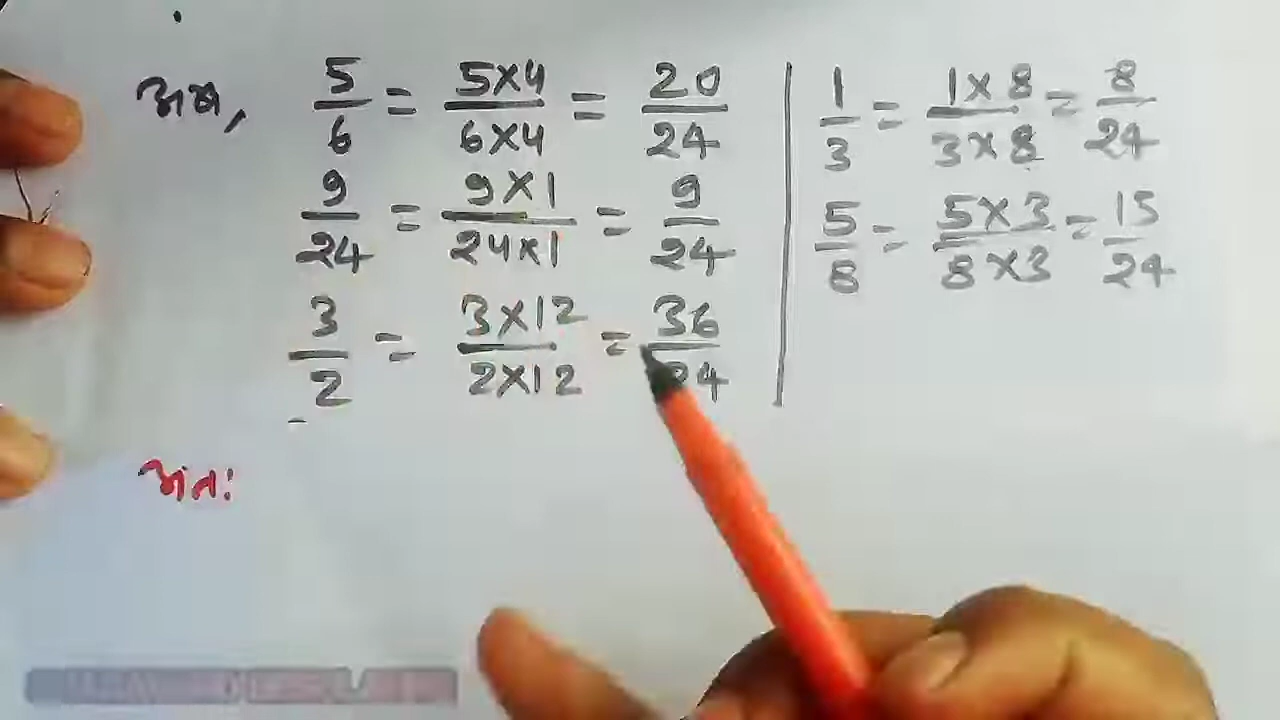 अब, 5/6 = 5×4/6×4 = 20/24
9/24 = 9×1/24×1 = 9/24
3/2 = 3×12/2×12 = 36/24
1/3 = 1×8/3×8 = 8/24
5/8 = 5×3/8×3 = 15/24
अतः